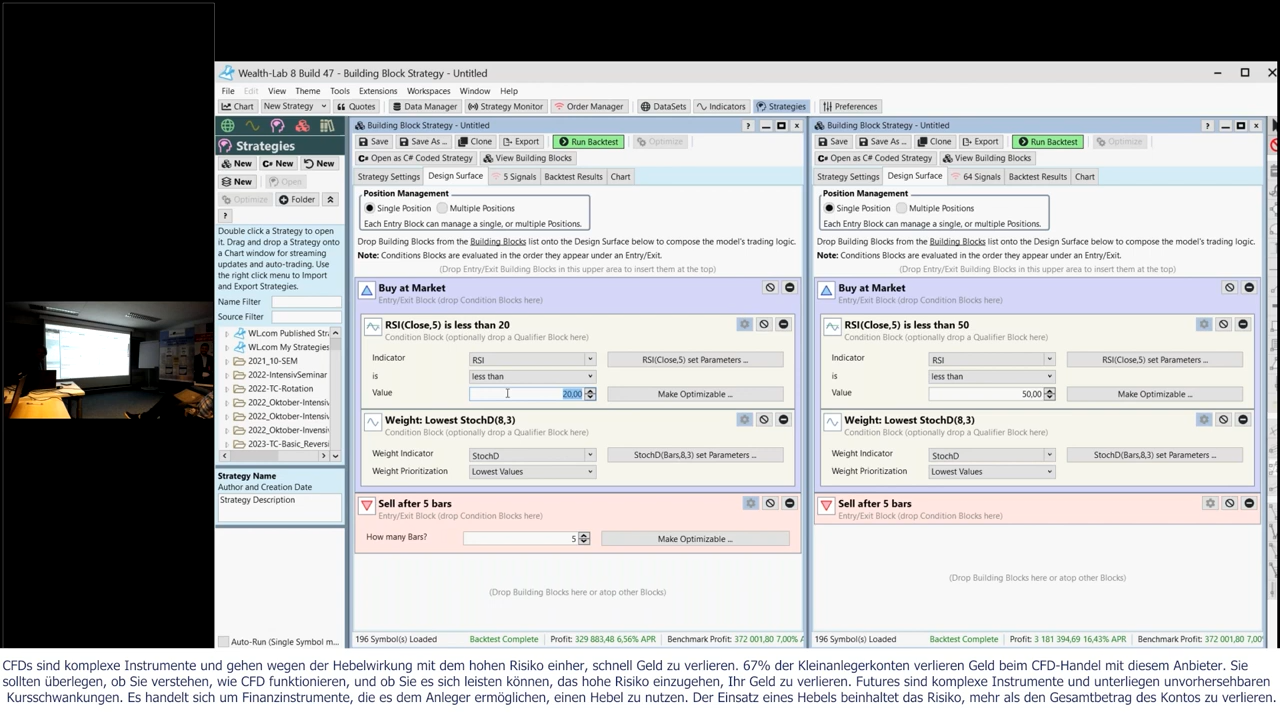 Wealth-Lab 8 Build 47 - Building Block Strategy - Untitled
File Edit View Theme Tools Extensions Workspaces Window Help
Chart New Strategy Quotes Data Manager Strategy Monitor Order Manager DataSets Indicators Strategies Preferences
Strategies
New C# New New
New Open
Optimize Folder
?
Double click a Strategy to open
it. Drag and drop a Strategy onto
a Chart window for streaming
updates and auto-trading. Use
the right click menu to Import
and Export Strategies.
Name Filter
Source Filter
WL.com Published Stra
WL.com My Strategies
2021_10-SEM
2022-IntensivSeminar
2022-TC-Rotation
2022_Oktober-Intensiv
2022_Oktober-Intensiv
2022_Oktober-Invensiv
2023-TC-Basic_Reversi
Strategy Name
Author and Creation Date
Strategy Description
Auto-Run (Single Symbol m...
Building Block Strategy - Untitled
?
Save Save As ... Clone Export Run Backtest Optimize
C# Open as C# Coded Strategy View Building Blocks
Strategy Settings Design Surface 5 Signals Backtest Results Chart
Position Management
Single Position Multiple Positions
Each Entry Block can manage a single, or multiple Positions.
Drop Building Blocks from the Building Blocks list onto the Design Surface below to compose the model's trading logic.
Note: Conditions Blocks are evaluated in the order they appear under an Entry/Exit.
(Drop Entry/Exit Building Blocks in this upper area to insert them at the top)
Buy at Market
Entry/Exit Block (drop Condition Blocks here)
RSI(Close,5) is less than 20
Condition Block (optionally drop a Qualifier Block here)
Indicator RSI RSI(Close,5) set Parameters ...
is less than
Value 20,00 Make Optimizable ...
Weight: Lowest StochD(8,3)
Condition Block (optionally drop a Qualifier Block here)
Weight Indicator StochD StochD(Bars,8,3) set Parameters ...
Weight Prioritization Lowest Values
Sell after 5 bars
Entry/Exit Block (drop Condition Blocks here)
How many Bars? 5 Make Optimizable ...
(Drop Building Blocks here or atop other Blocks)
196 Symbol(s) Loaded Backtest Complete Profit: 329 883,48 6,56% APR Benchmark Profit: 372 001,80 7,00% A
Building Block Strategy - Untitled
?
Save Save As ... Clone Export Run Backtest Optimize
C# Open as C# Coded Strategy View Building Blocks
Strategy Settings Design Surface 64 Signals Backtest Results Chart
Position Management
Single Position Multiple Positions
Each Entry Block can manage a single, or multiple Positions.
Drop Building Blocks from the Building Blocks list onto the Design Surface below to compose the model's trading logic.
Note: Conditions Blocks are evaluated in the order they appear under an Entry/Exit.
(Drop Entry/Exit Building Blocks in this upper area to insert them at the top)
Buy at Market
Entry/Exit Block (drop Condition Blocks here)
RSI(Close,5) is less than 50
Condition Block (optionally drop a Qualifier Block here)
Indicator RSI RSI(Close,5) set Parameters ...
is less than
Value 50,00 Make Optimizable ...
Weight: Lowest StochD(8,3)
Condition Block (optionally drop a Qualifier Block here)
Weight Indicator StochD StochD(Bars,8,3) set Parameters ...
Weight Prioritization Lowest Values
Sell after 5 bars
Entry/Exit Block (drop Condition Blocks here)
(Drop Building Blocks here or atop other Blocks)
196 Symbol(s) Loaded Backtest Complete Profit: 3 181 394,69 16,43% APR Benchmark Profit: 372 001,80 7,00
CFDs sind komplexe Instrumente und gehen wegen der Hebelwirkung mit dem hohen Risiko einher, schnell Geld zu verlieren. 67% der Kleinanlegerkonten verlieren Geld beim CFD-Handel mit diesem Anbieter. Sie
sollten überlegen, ob Sie verstehen, wie CFD funktionieren, und ob Sie es sich leisten können, das hohe Risiko einzugehen, Ihr Geld zu verlieren. Futures sind komplexe Instrumente und unterliegen unvorhersehbaren
Kursschwankungen. Es handelt sich um Finanzinstrumente, die es dem Anleger ermöglichen, einen Hebel zu nutzen. Der Einsatz eines Hebels beinhaltet das Risiko, mehr als den Gesamtbetrag des Kontos zu verlieren.